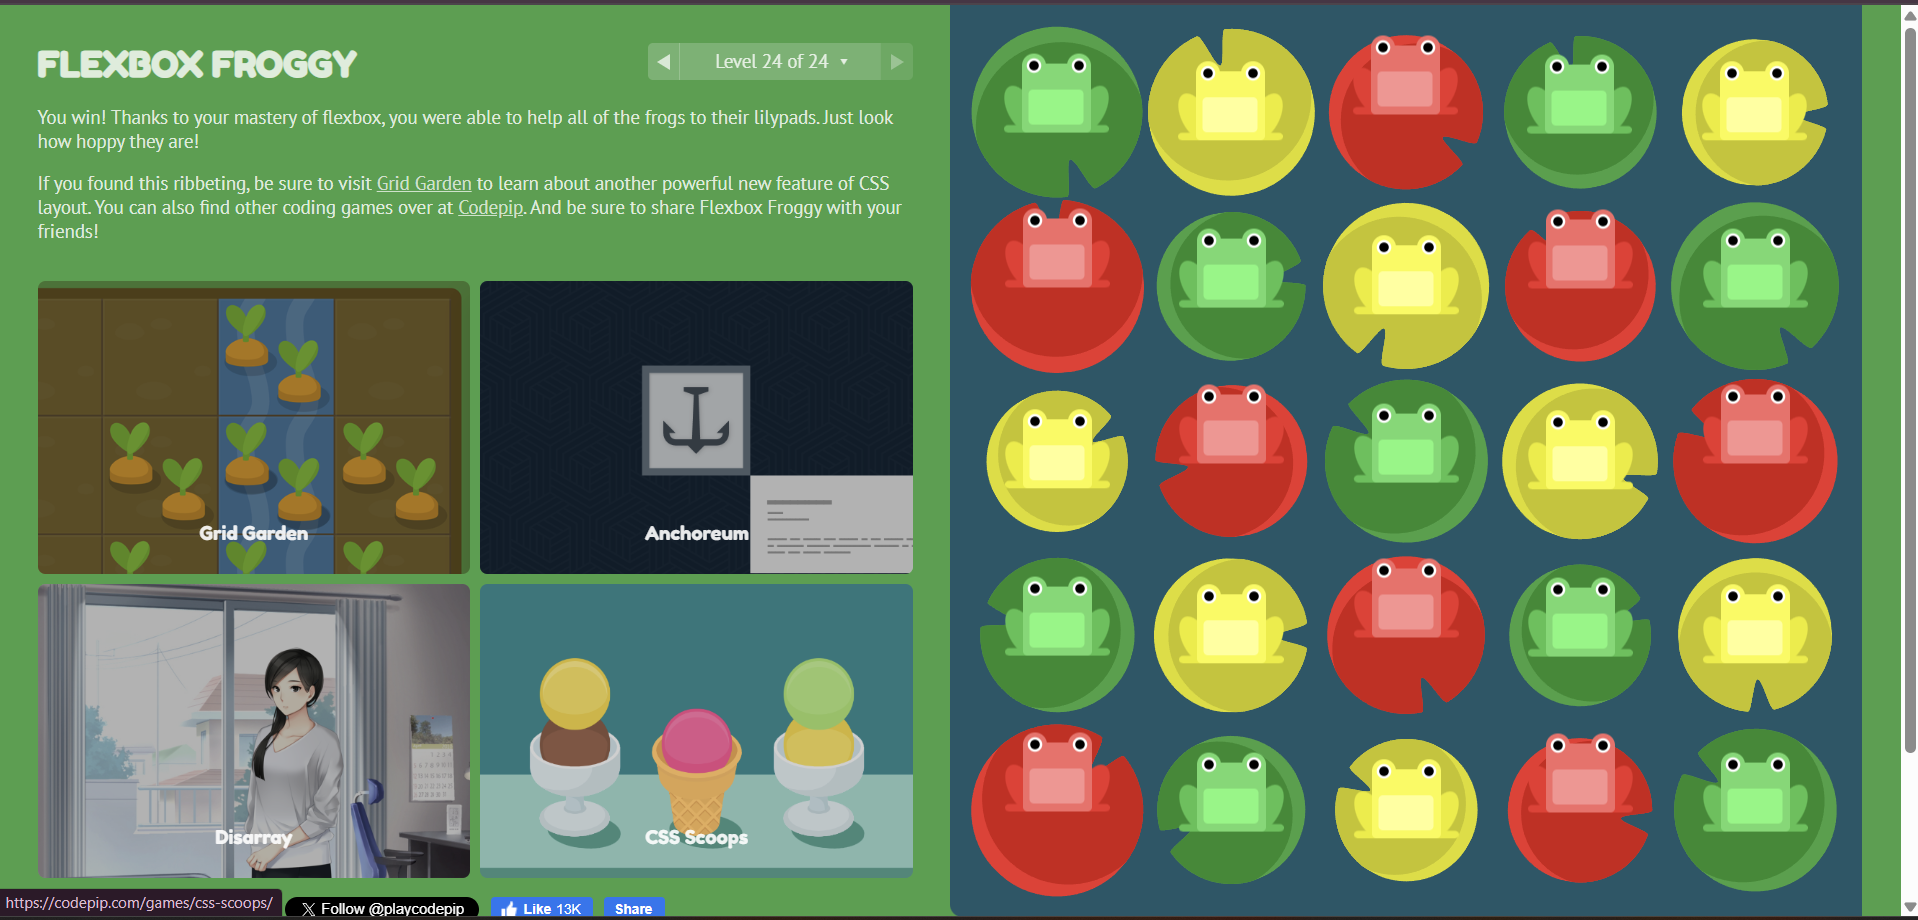 FLEXBOX FROGGY
Level 24 of 24
You win! Thanks to your mastery of flexbox, you were able to help all of the frogs to their lilypads. Just look
how hoppy they are!
If you found this ribbeting, be sure to visit Grid Garden to learn about another powerful new feature of CSS
layout. You can also find other coding games over at Codepip. And be sure to share Flexbox Froggy with your
friends!
Grid Garden
Anchoreum
Disarray
CSS Scoops
https://codepip.com/games/css-scoops/
X Follow @playcodepip
Like 13K
Share